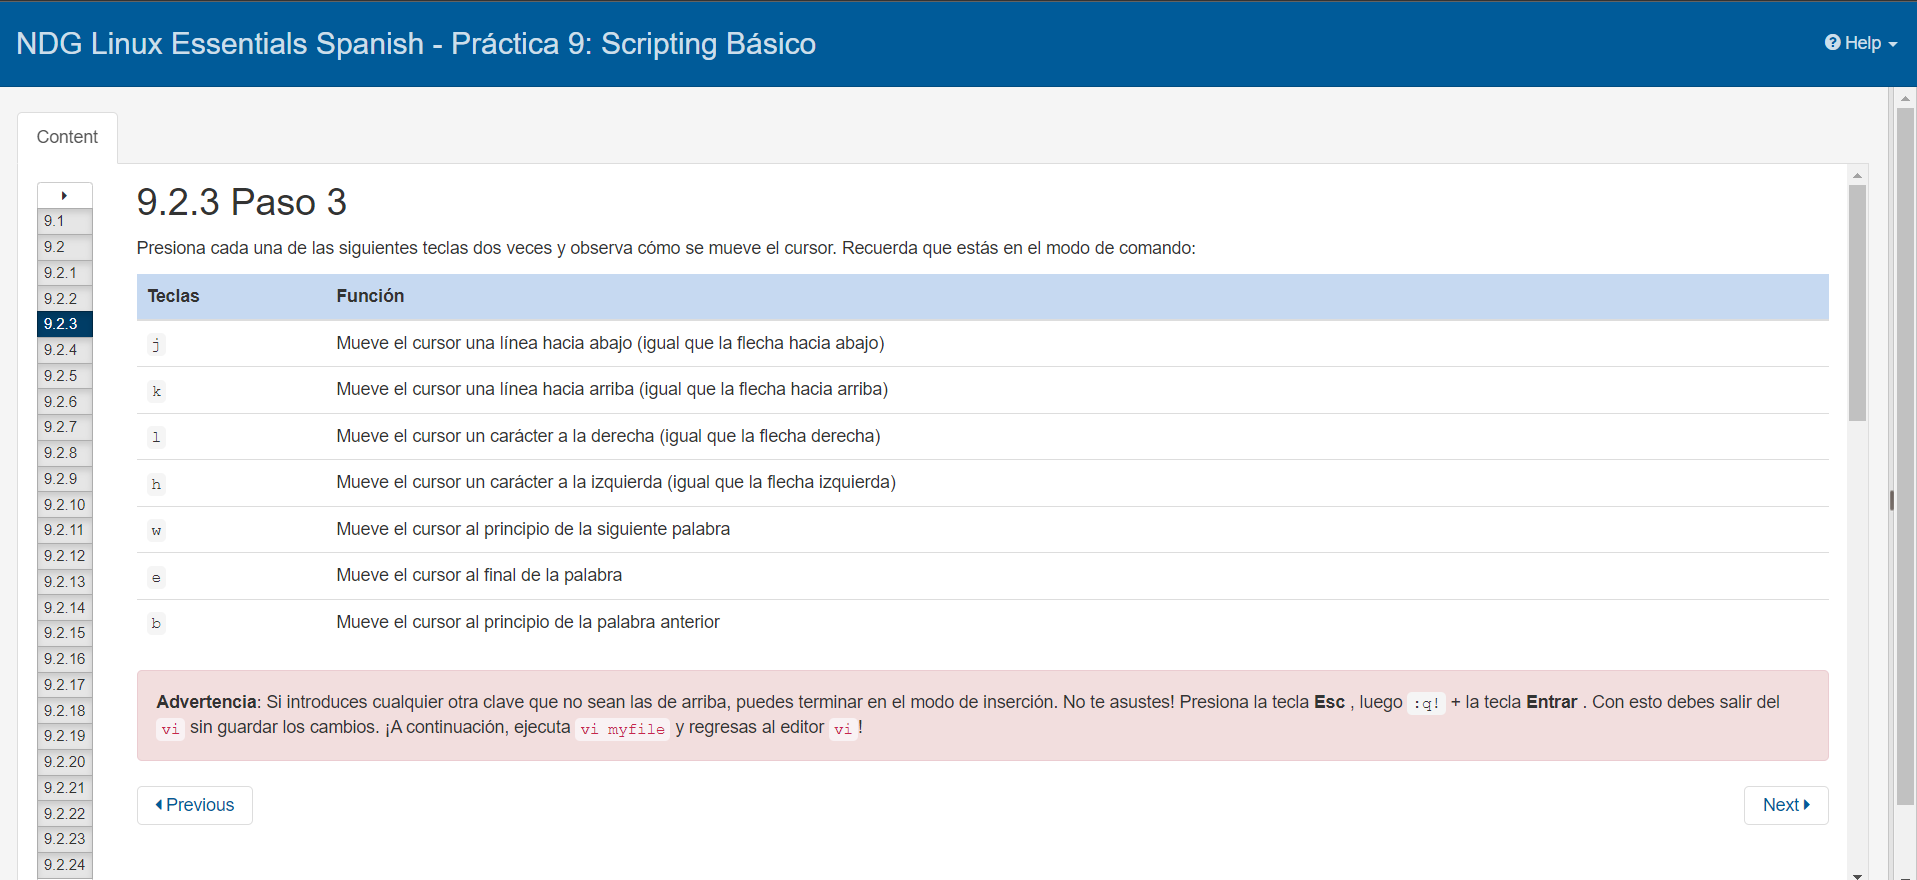 NDG Linux Essentials Spanish - Práctica 9: Scripting Básico
Help
Content
9.1
9.2
9.2.1
9.2.2
9.2.3
9.2.4
9.2.5
9.2.6
9.2.7
9.2.8
9.2.9
9.2.10
9.2.11
9.2.12
9.2.13
9.2.14
9.2.15
9.2.16
9.2.17
9.2.18
9.2.19
9.2.20
9.2.21
9.2.22
9.2.23
9.2.24
9.2.3 Paso 3
Presiona cada una de las siguientes teclas dos veces y observa cómo se mueve el cursor. Recuerda que estás en el modo de comando:
Teclas Función
j Mueve el cursor una línea hacia abajo (igual que la flecha hacia abajo)
k Mueve el cursor una línea hacia arriba (igual que la flecha hacia arriba)
l Mueve el cursor un carácter a la derecha (igual que la flecha derecha)
h Mueve el cursor un carácter a la izquierda (igual que la flecha izquierda)
w Mueve el cursor al principio de la siguiente palabra
e Mueve el cursor al final de la palabra
b Mueve el cursor al principio de la palabra anterior
Advertencia: Si introduces cualquier otra clave que no sean las de arriba, puedes terminar en el modo de inserción. No te asustes! Presiona la tecla Esc , luego :q! + la tecla Entrar . Con esto debes salir del
vi sin guardar los cambios. ¡A continuación, ejecuta vi myfile y regresas al editor vi!
Previous
Next